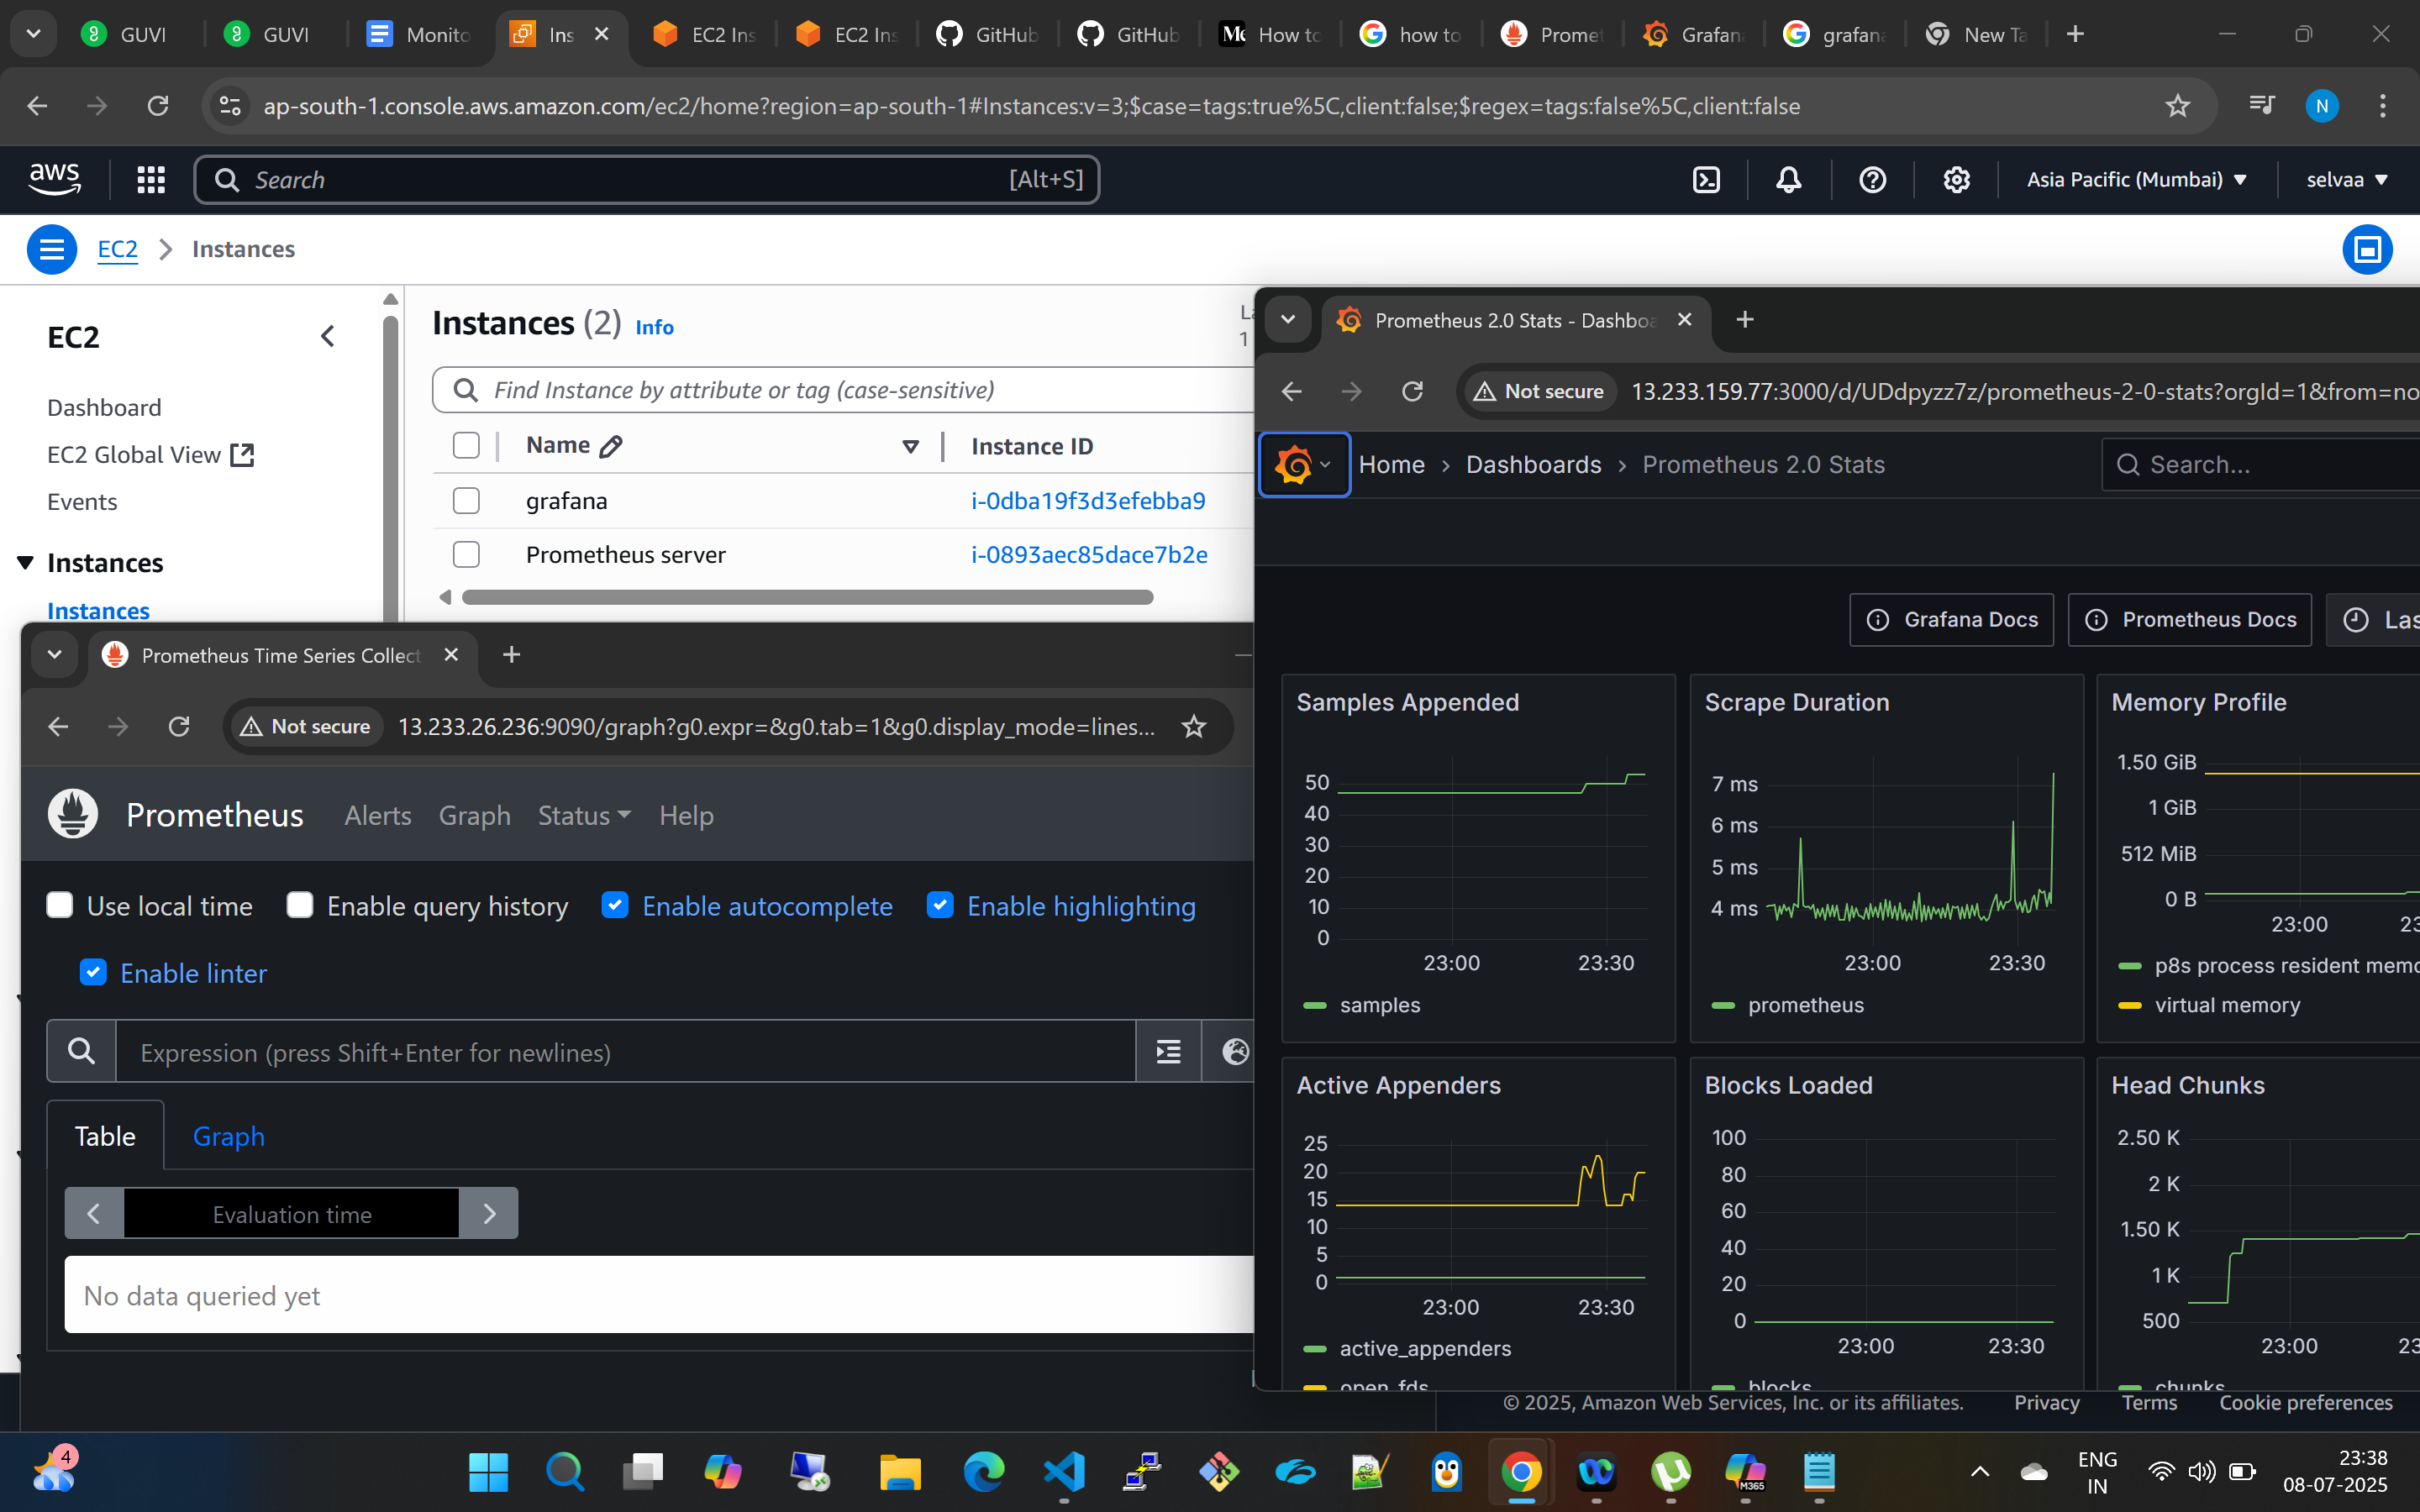 GUVI
GUVI
Monito
Ins
EC2 Ins
EC2 Ins
GitHub
GitHub
How to
how to
Promet
Grafan
grafan
New Ta
ap-south-1.console.aws.amazon.com/ec2/home?region=ap-south-1#Instances:v=3;$case=tags:true%5C,client:false;$regex=tags:false%5C,client:false
N
aws
Search
[Alt+S]
Asia Pacific (Mumbai)
selvaa
EC2
Instances
EC2
Dashboard
EC2 Global View
Events
Instances
Instances
Instances (2) Info
1
Find Instance by attribute or tag (case-sensitive)
Name
Instance ID
grafana
i-0dba19f3d3efebba9
Prometheus server
i-0893aec85dace7b2e
Prometheus 2.0 Stats - Dashboa
Not secure
13.233.159.77:3000/d/UDdpyzz7z/prometheus-2-0-stats?orgId=1&from=no
Home
Dashboards
Prometheus 2.0 Stats
Search...
Grafana Docs
Prometheus Docs
Las
Samples Appended
50
40
30
20
10
0
23:00
23:30
samples
Scrape Duration
7 ms
6 ms
5 ms
4 ms
23:00
23:30
prometheus
Memory Profile
1.50 GiB
1 GiB
512 MiB
0 B
23:00
23
p8s process resident memo
virtual memory
Active Appenders
25
20
15
10
5
0
23:00
23:30
active_appenders
open_fds
Blocks Loaded
100
80
60
40
20
0
23:00
23:30
blocks
Head Chunks
2.50 K
2 K
1.50 K
1 K
500
23:00
23
chunks
Prometheus Time Series Collect
Not secure
13.233.26.236:9090/graph?g0.expr=&g0.tab=1&g0.display_mode=lines...
Prometheus
Alerts
Graph
Status
Help
Use local time
Enable query history
Enable autocomplete
Enable highlighting
Enable linter
Expression (press Shift+Enter for newlines)
Table
Graph
Evaluation time
No data queried yet
© 2025, Amazon Web Services, Inc. or its affiliates.
Privacy
Terms
Cookie preferences
4
M365
ENG
IN
23:38
08-07-2025